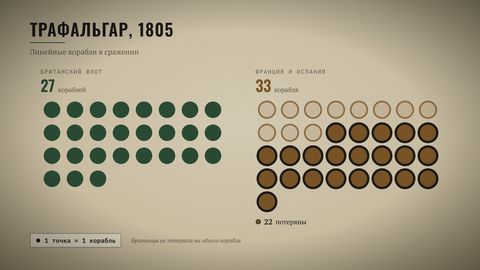 ТРАФАЛЬГАР, 1805
Линейные корабли в сражении
БРИТАНСКИЙ ФЛОТ
27 кораблей
ФРАНЦИЯ И ИСПАНИЯ
33 корабля
22 потеряны
1 точка = 1 корабль
Британцы не потеряли ни одного корабля